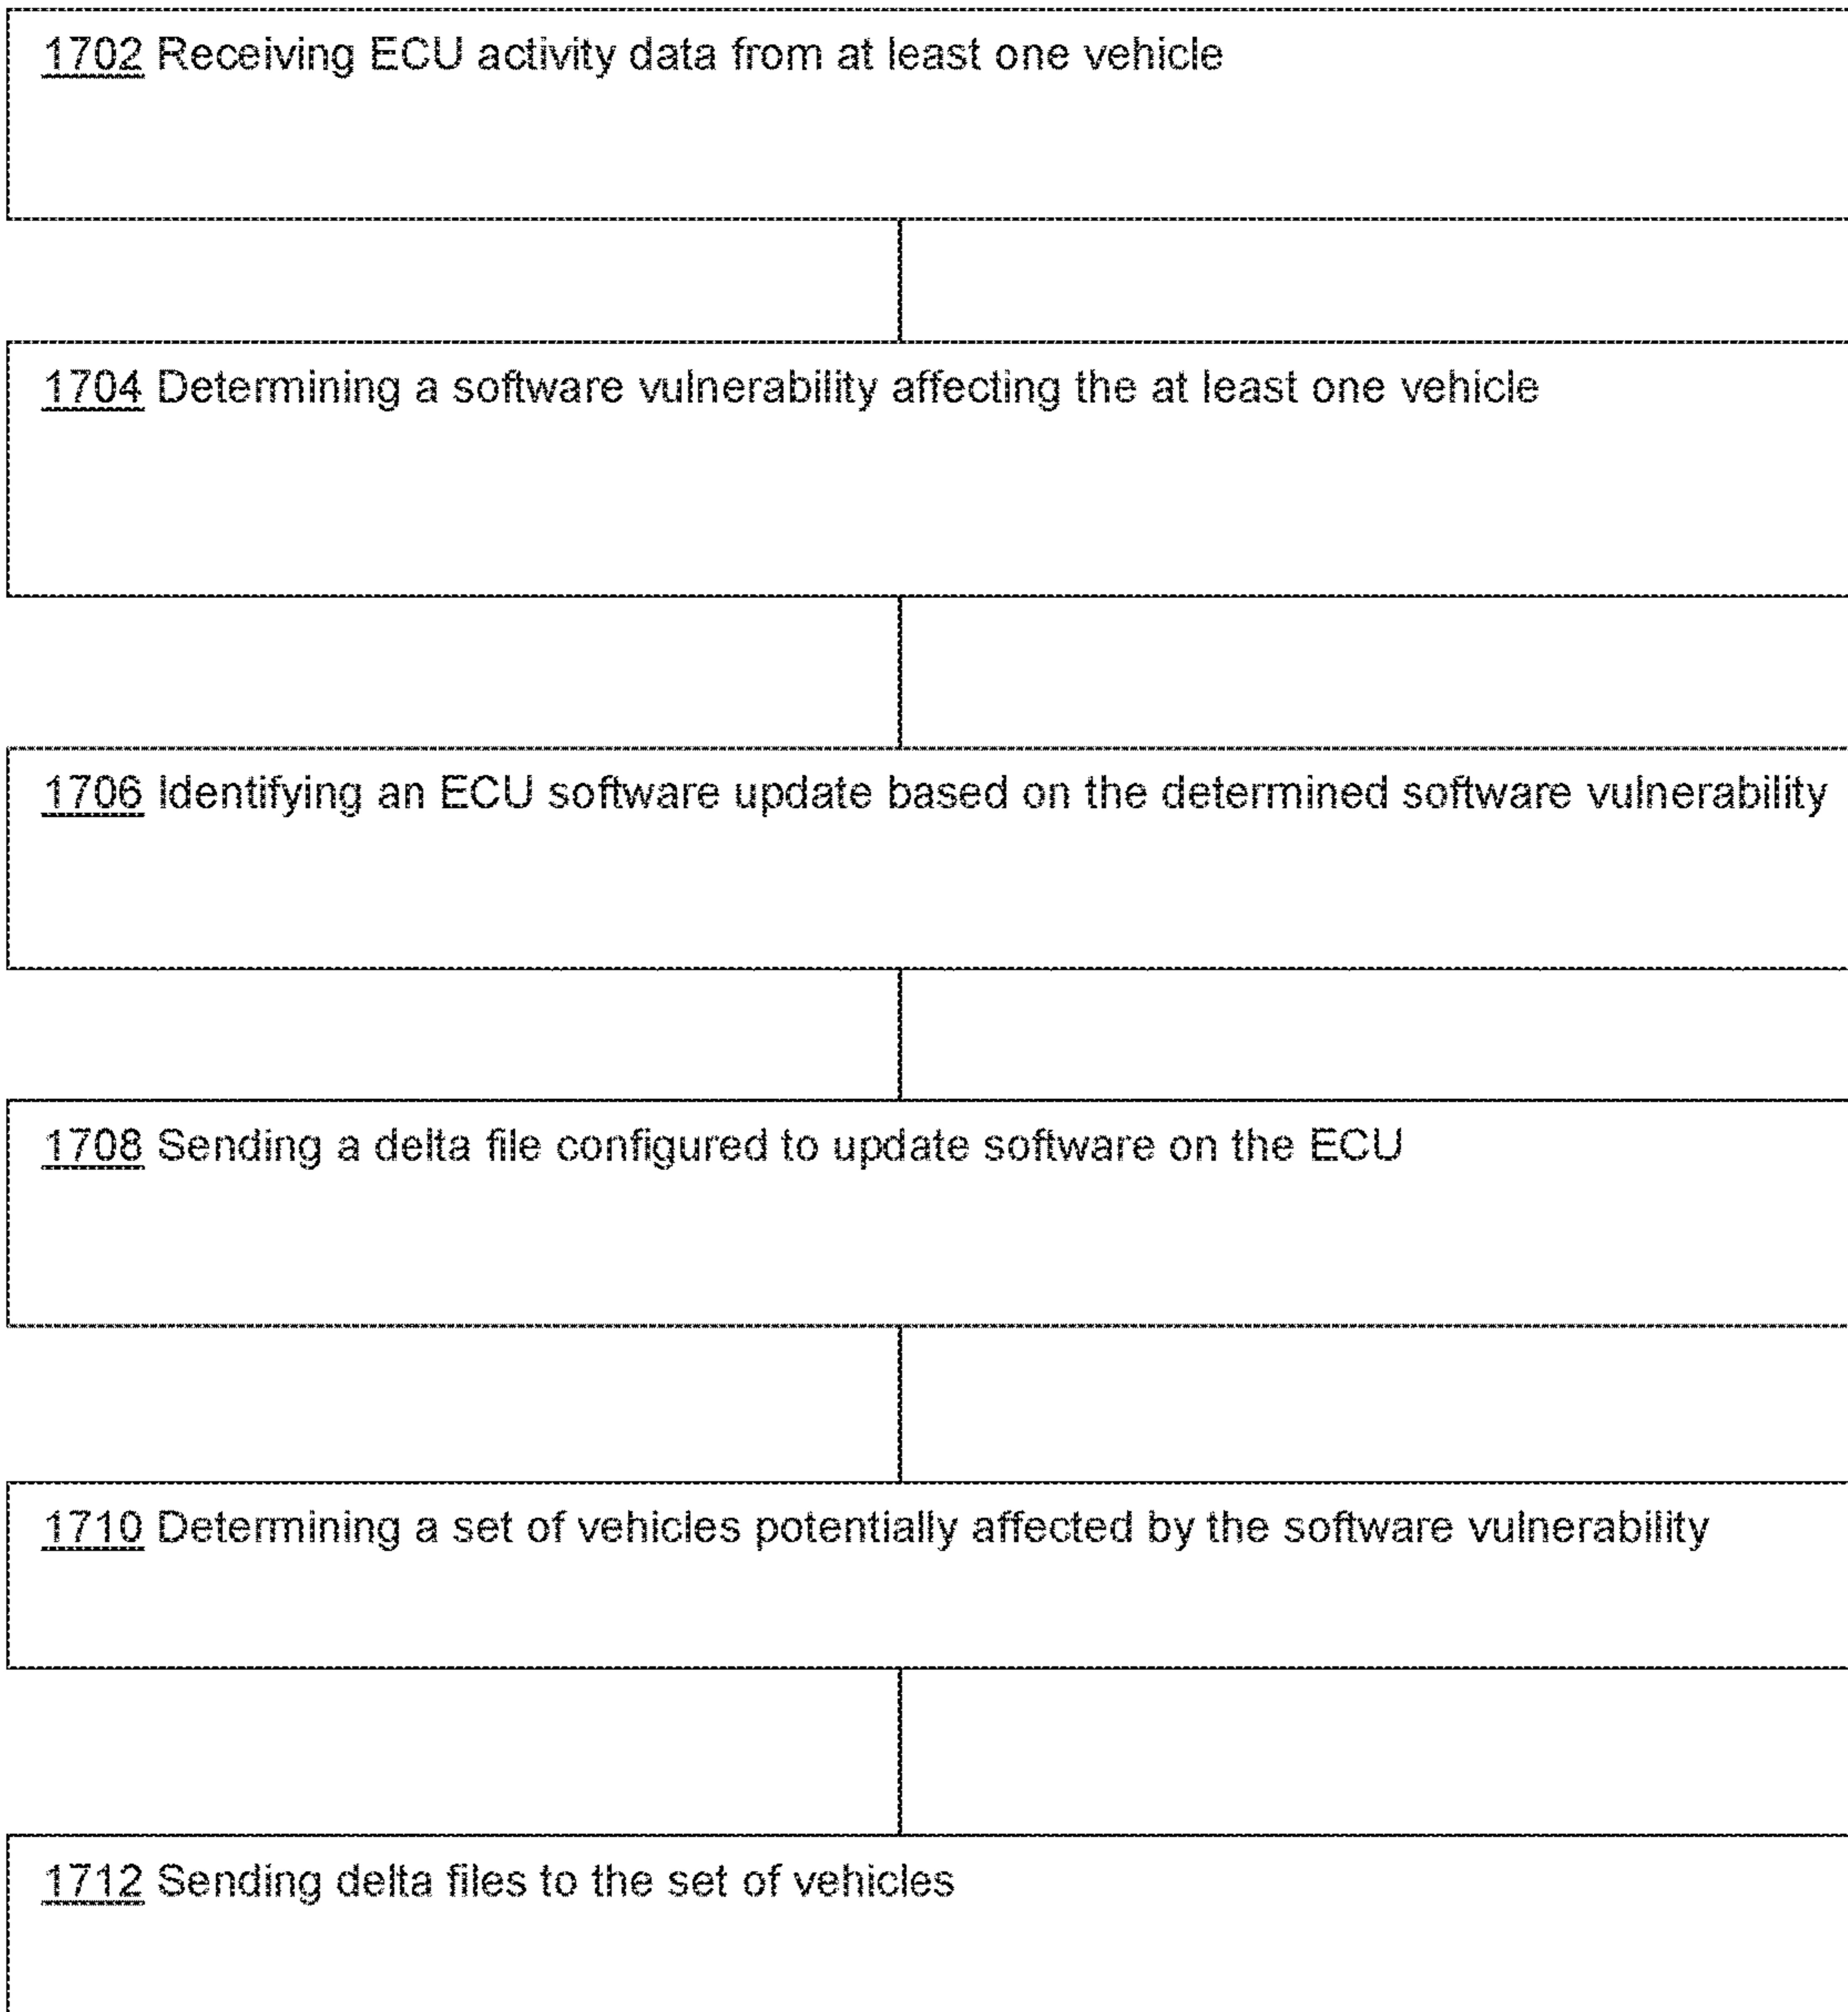 1702 Receiving ECU activity data from at least one vehicle
1704 Determining a software vulnerability affecting the at least one vehicle
1706 Identifying an ECU software update based on the determined software vulnerability
1708 Sending a delta file configured to update software on the ECU
1710 Determining a set of vehicles potentially affected by the software vulnerability
1712 Sending delta files to the set of vehicles